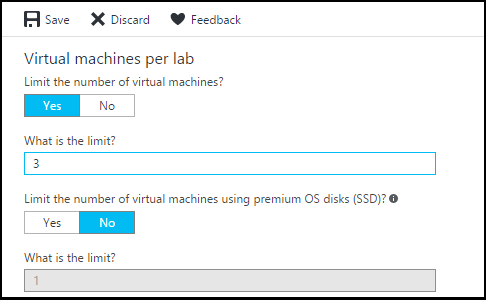 Save Discard Feedback
Virtual machines per lab
Limit the number of virtual machines?
Yes No
What is the limit?
3
Limit the number of virtual machines using premium OS disks (SSD)?
Yes No
What is the limit?
1